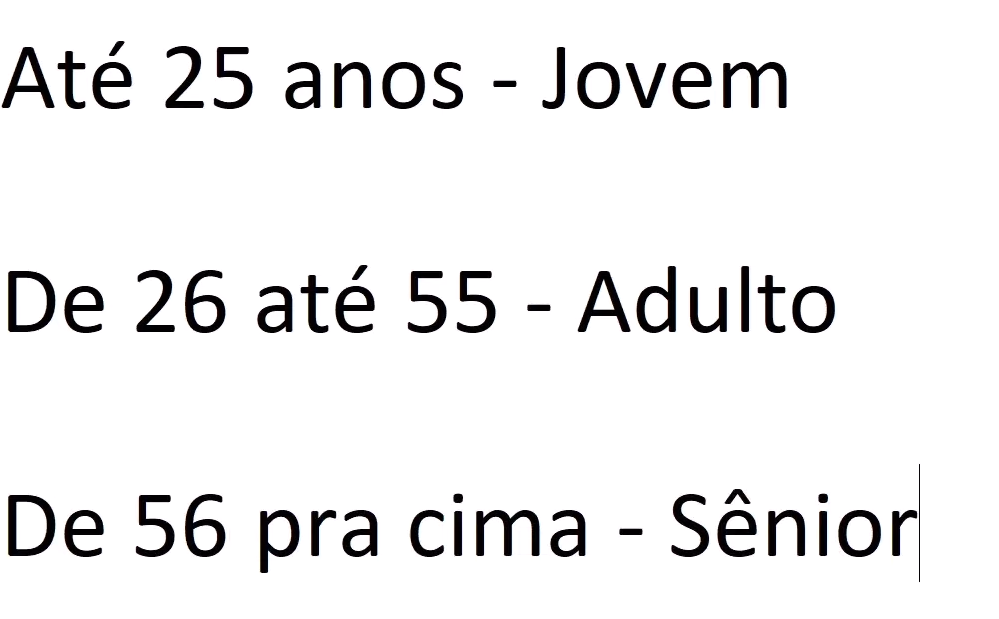 Até 25 anos - Jovem
De 26 até 55 - Adulto
De 56 pra cima - Sênior